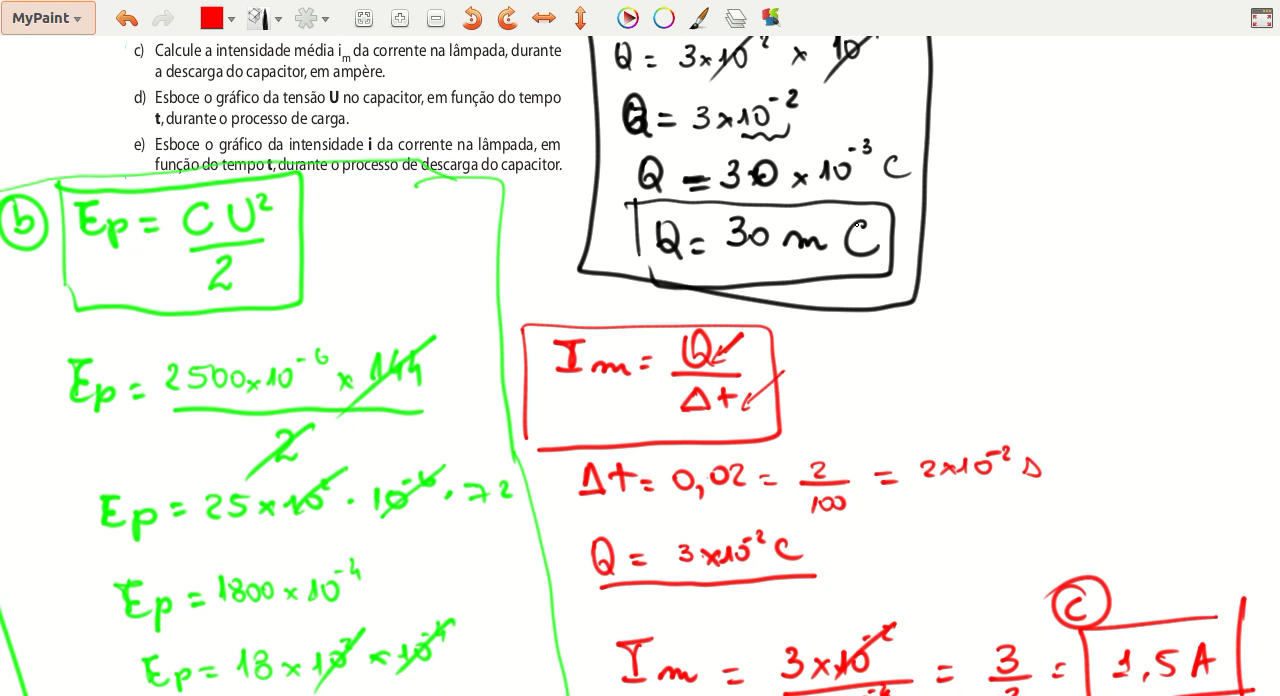 MyPaint
c) Calcule a intensidade média im da corrente na lâmpada, durante
a descarga do capacitor, em ampère.
d) Esboce o gráfico da tensão U no capacitor, em função do tempo
t, durante o processo de carga.
e) Esboce o gráfico da intensidade i da corrente na lâmpada, em
função do tempo t, durante o processo de descarga do capacitor.
Q = 3×10⁻²
Q = 30 × 10⁻³ C
Q = 30 m C
b) Ep = C U² / 2
Ep = 2500×10⁻⁶ × 144 / 2
Ep = 25 × 10² · 10⁻⁶ · 72
Ep = 1800 × 10⁻⁴
Ep = 18 × 10² × 10⁻⁴
Im = Q / Δt
Δt = 0,02 = 2/100 = 2×10⁻² s
Q = 3×10⁻² C
c
Im = 3×10⁻² = 3 = 1,5 A